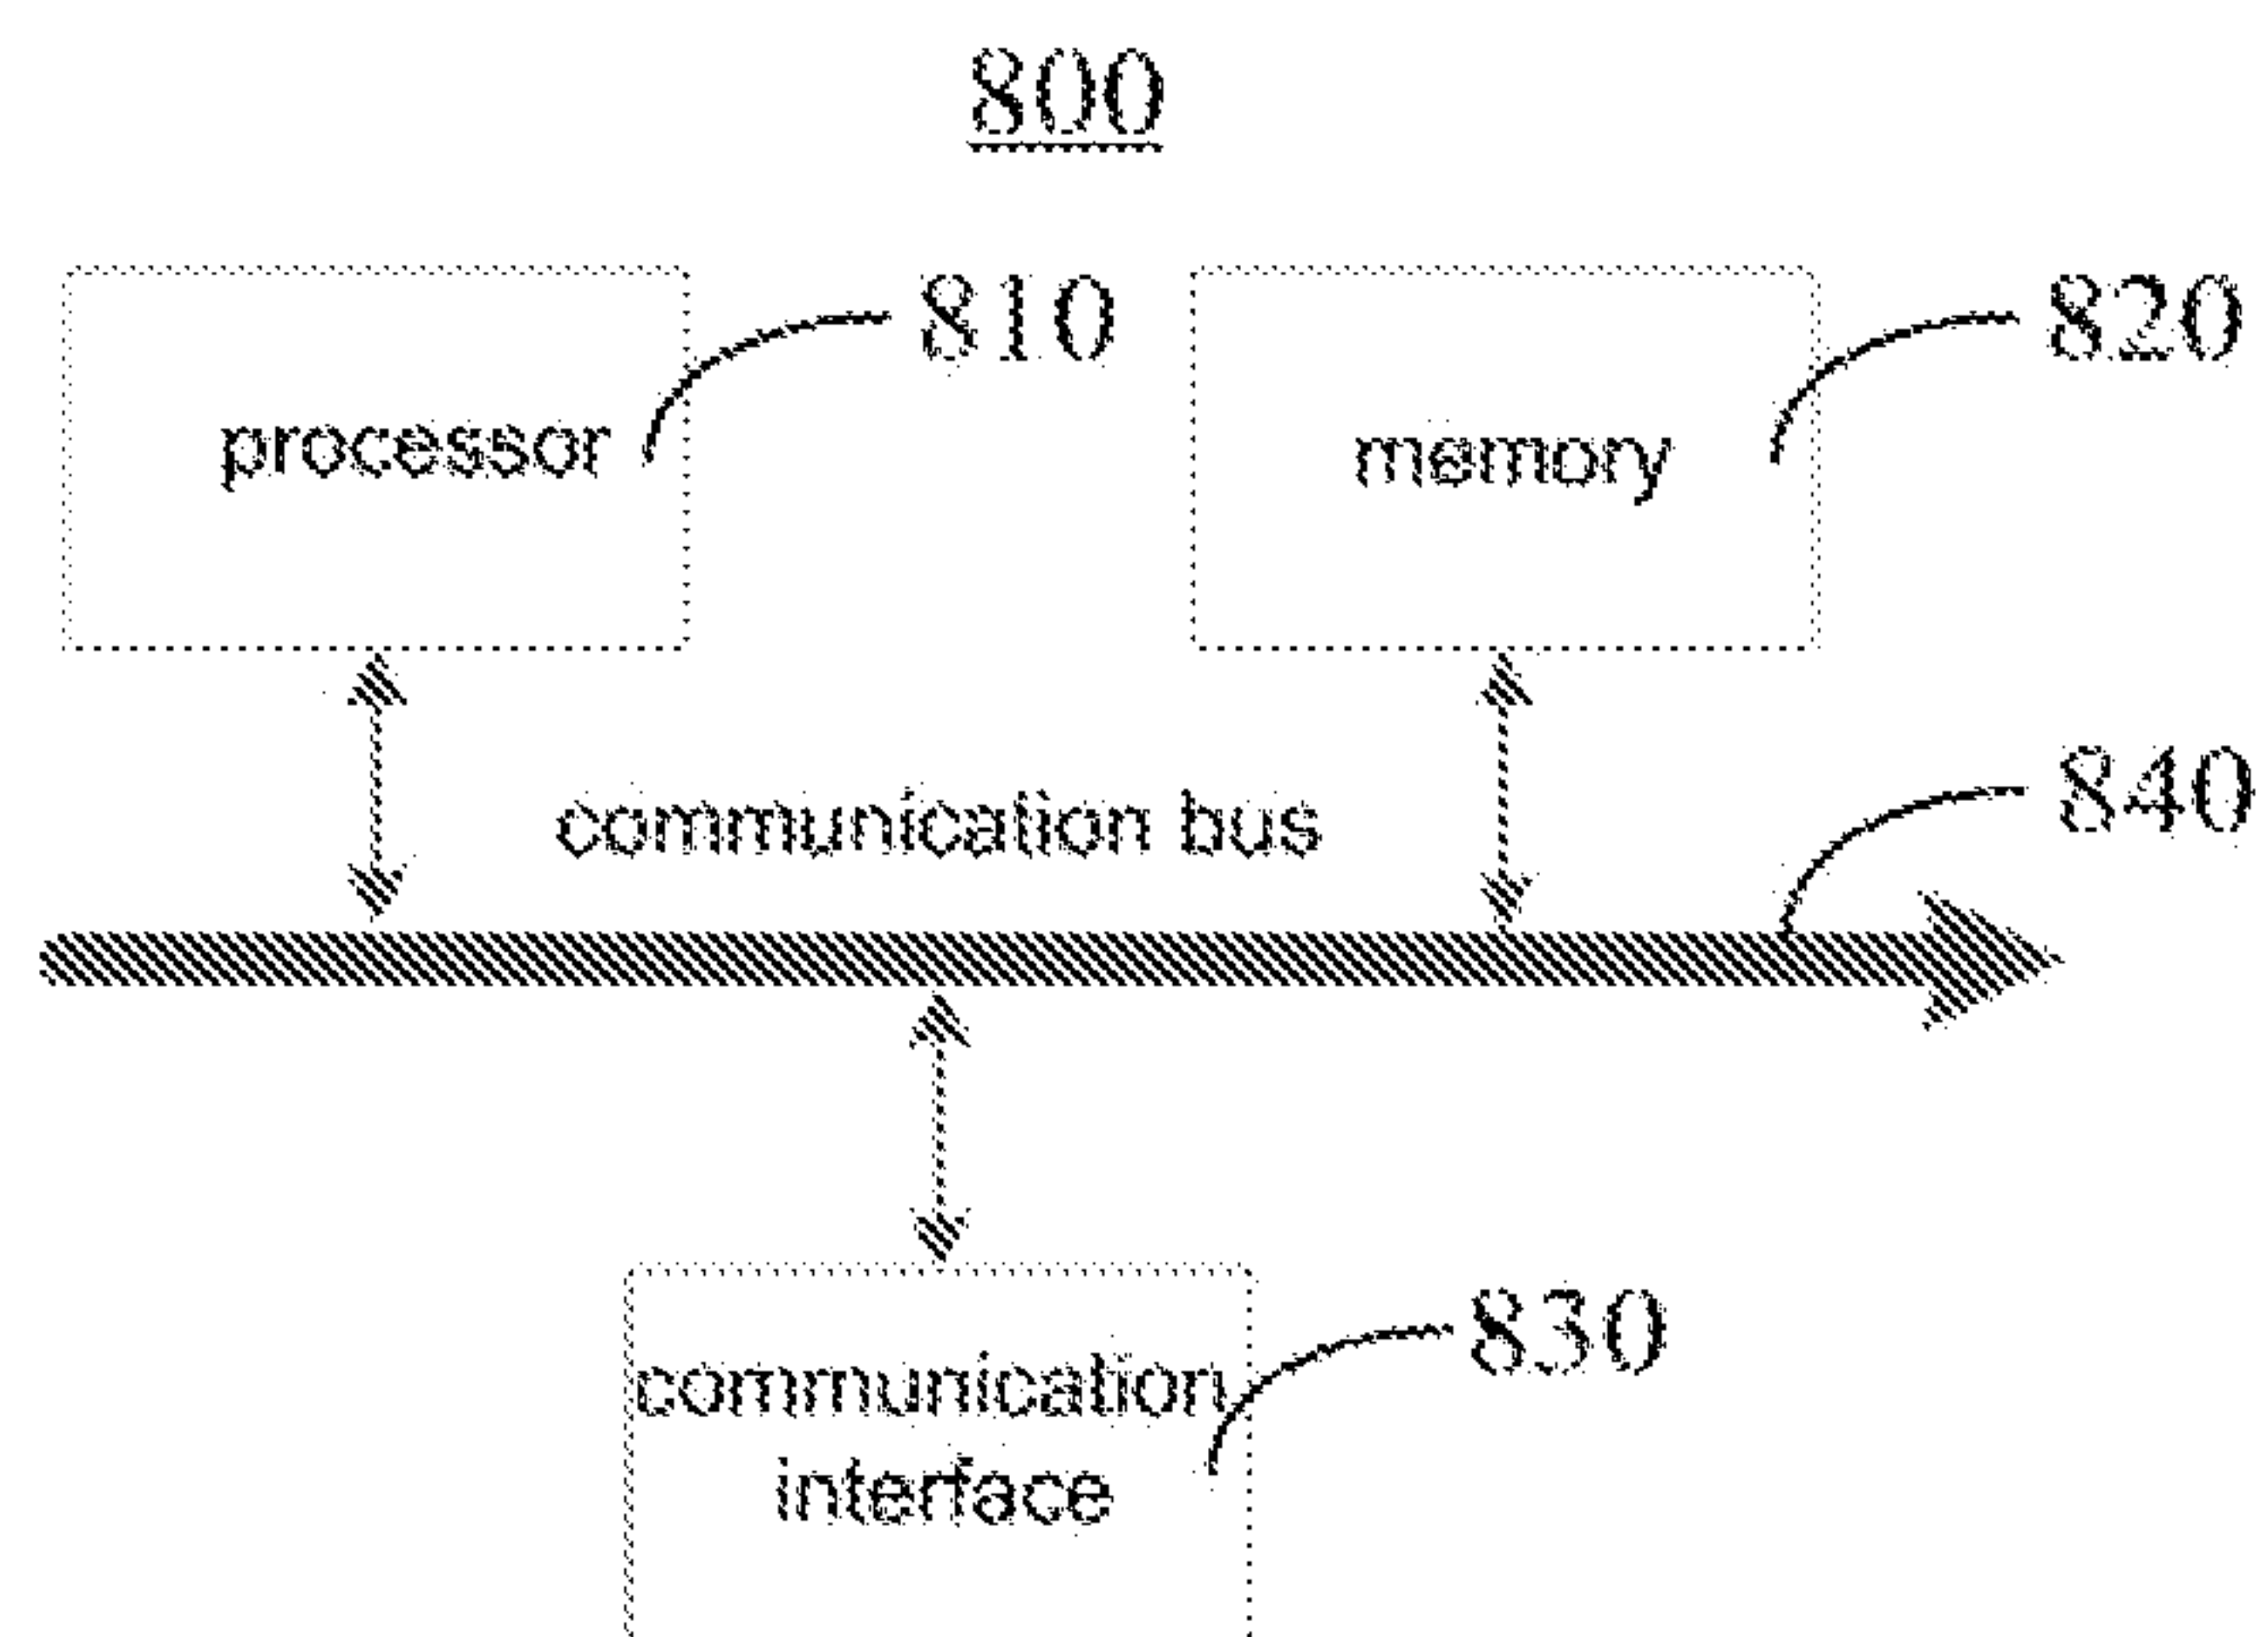 800
810
820
processor
memory
840
communication bus
830
communication
interface